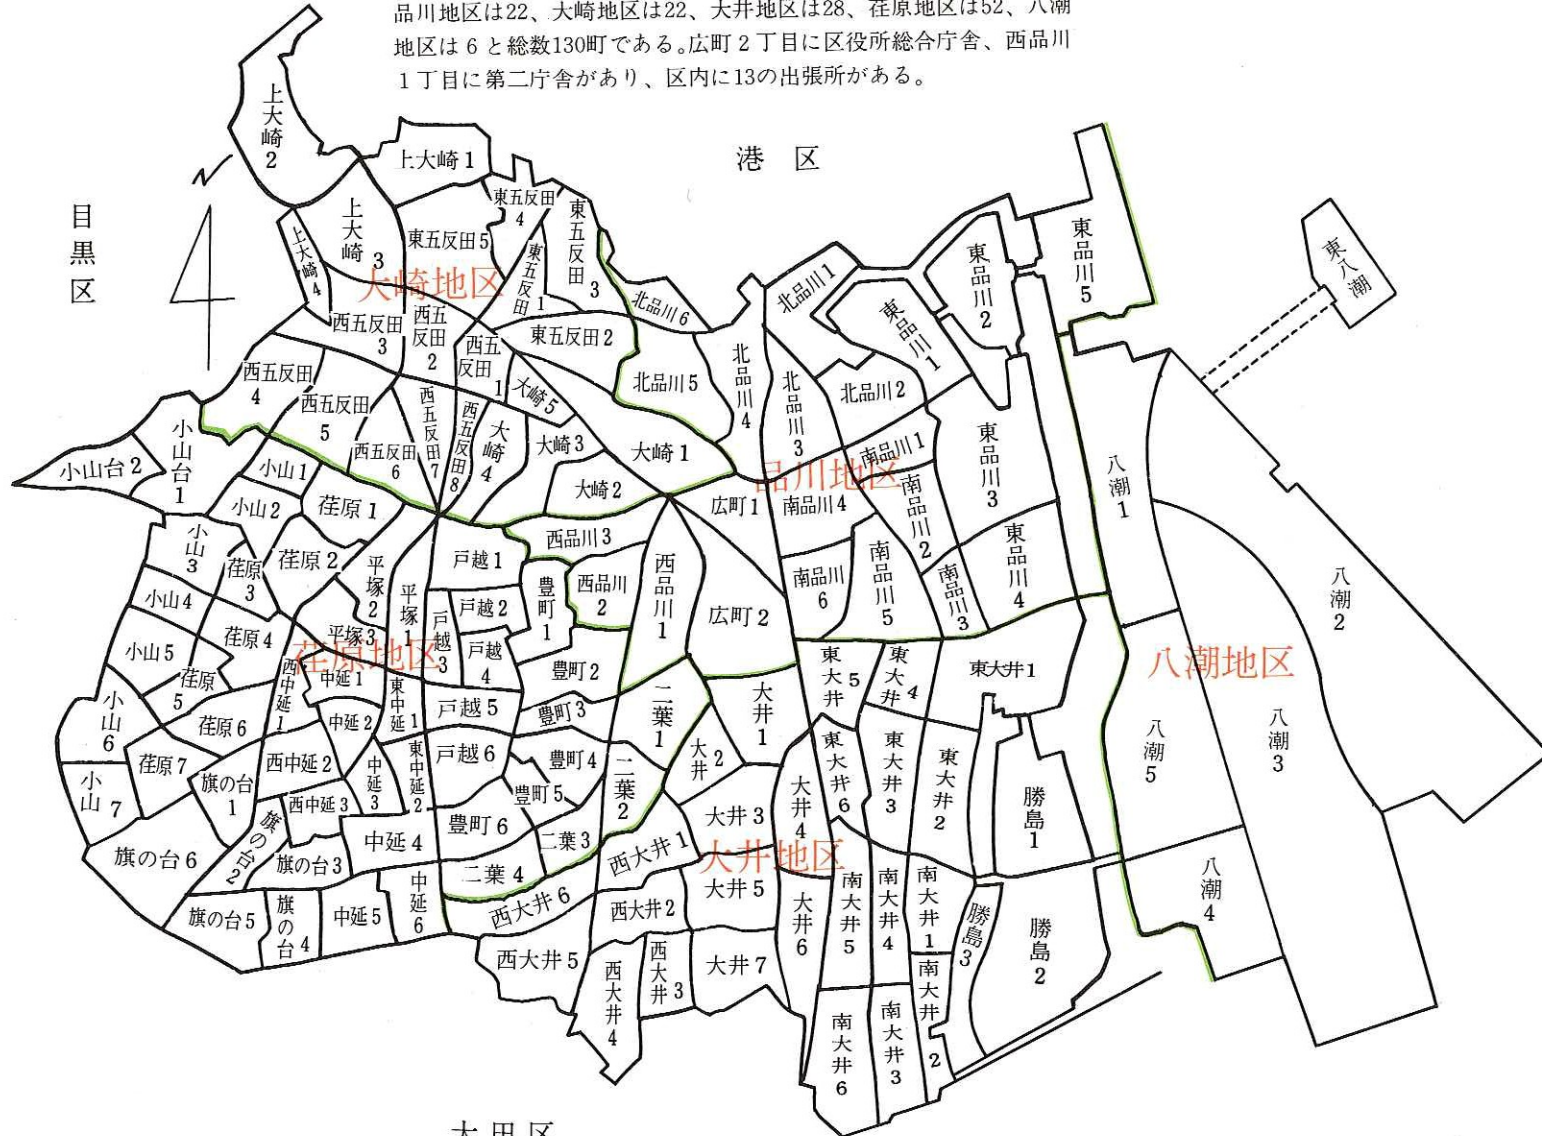 品川地区は22、大崎地区は22、大井地区は28、荏原地区は52、八潮
地区は6と総数130町である。広町2丁目に区役所総合庁舎、西品川
1丁目に第二庁舎があり、区内に13の出張所がある。
港区
目黒区
大田区
大崎地区
品川地区
荏原地区
大井地区
八潮地区
上大崎2
上大崎1
上大崎3
上大崎4
東五反田4
東五反田5
東五反田3
東五反田1
東五反田2
西五反田3
西五反田2
西五反田1
西五反田4
西五反田5
西五反田6
西五反田7
西五反田8
大崎5
大崎4
大崎3
大崎1
大崎2
北品川6
北品川1
北品川5
北品川4
北品川3
北品川2
東品川1
東品川2
東品川5
東品川3
東品川4
東八潮
南品川1
南品川2
南品川4
南品川6
南品川5
南品川3
広町1
広町2
西品川3
西品川2
西品川1
小山台2
小山台1
小山1
小山2
小山3
小山4
小山5
小山6
小山7
荏原1
荏原2
荏原3
荏原4
荏原5
荏原6
荏原7
平塚2
平塚1
平塚3
戸越1
戸越2
戸越3
戸越4
戸越5
戸越6
豊町1
豊町2
豊町3
豊町4
豊町5
豊町6
二葉1
二葉2
二葉3
二葉4
西中延1
西中延2
西中延3
中延1
中延2
中延3
中延4
中延5
中延6
東中延1
東中延2
旗の台1
旗の台2
旗の台3
旗の台4
旗の台5
旗の台6
大井1
大井2
大井3
大井4
大井5
大井6
大井7
西大井1
西大井2
西大井3
西大井4
西大井5
西大井6
東大井5
東大井4
東大井1
東大井6
東大井3
東大井2
南大井5
南大井4
南大井1
南大井2
南大井3
南大井6
勝島1
勝島3
勝島2
八潮1
八潮2
八潮3
八潮5
八潮4